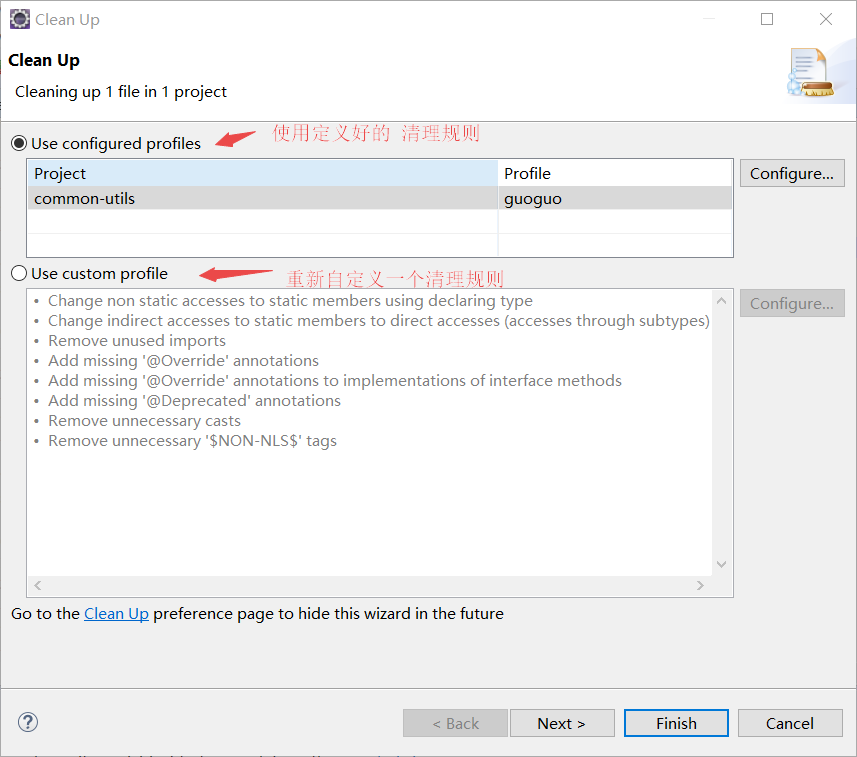 Clean Up
Clean Up
Cleaning up 1 file in 1 project
Use configured profiles
使用定义好的 清理规则
Project Profile
Configure...
common-utils guoguo
Use custom profile
重新自定义一个清理规则
• Change non static accesses to static members using declaring type
Configure...
• Change indirect accesses to static members to direct accesses (accesses through subtypes)
• Remove unused imports
• Add missing '@Override' annotations
• Add missing '@Override' annotations to implementations of interface methods
• Add missing '@Deprecated' annotations
• Remove unnecessary casts
• Remove unnecessary '$NON-NLS$' tags
Go to the Clean Up preference page to hide this wizard in the future
< Back Next > Finish Cancel